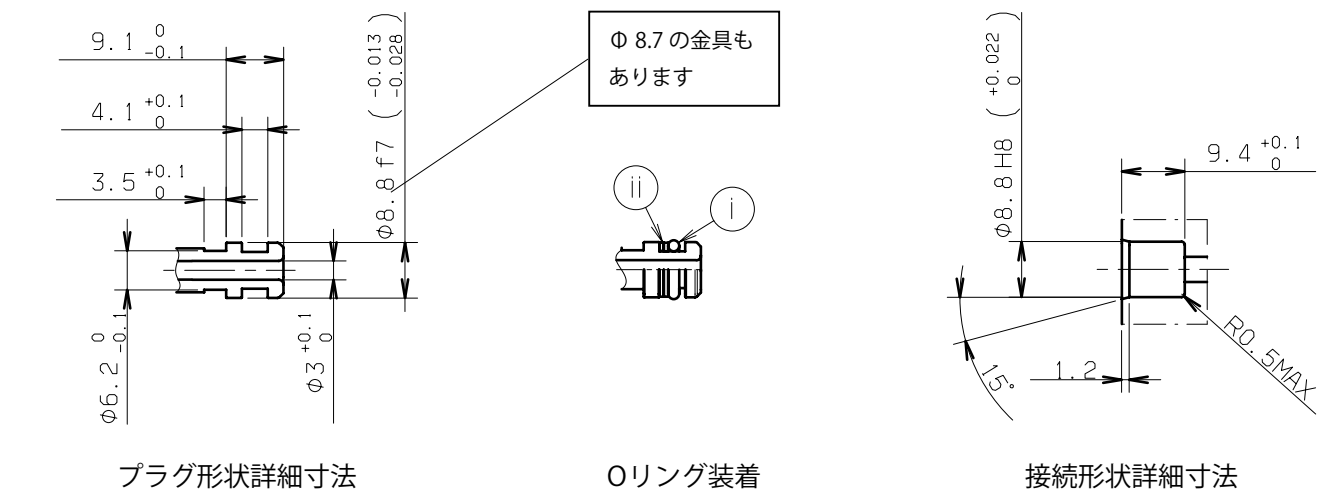 9.1 0 -0.1
4.1 +0.1 0
3.5 +0.1 0
Φ6.2 0 -0.1
Φ3 +0.1 0
Φ8.8 f7 (-0.013 -0.028)
Φ 8.7 の金具も
あります
ii
i
Φ8.8 H8 (+0.022 0)
9.4 +0.1 0
15°
1.2
R0.5MAX
プラグ形状詳細寸法
Oリング装着
接続形状詳細寸法